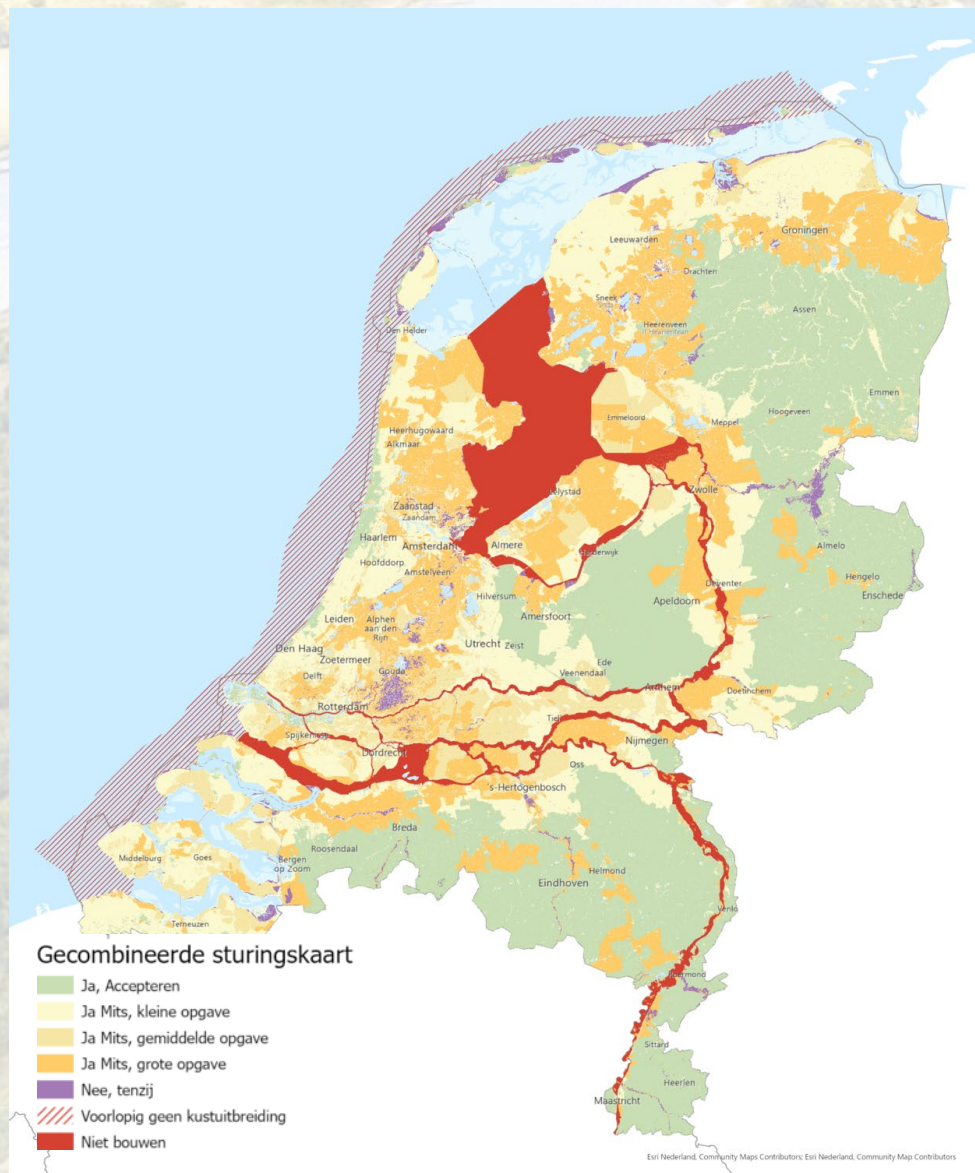 Groningen
Leeuwarden
Drachten
Sneek
Assen
Heerenveen
Den Helder
Emmen
Hoogeveen
Emmeloord
Meppel
Heerhugowaard
Alkmaar
Lelystad
Zwolle
Zaanstad
Zaandam
Haarlem
Amsterdam
Almere
Harderwijk
Almelo
Hoofddorp
Amstelveen
Hengelo
Deventer
Enschede
Hilversum
Apeldoorn
Amersfoort
Leiden
Alphen
aan den
Rijn
Utrecht
Zeist
Den Haag
Zoetermeer
Ede
Veenendaal
Gouda
Delft
Arnhem
Doetinchem
Rotterdam
Tiel
Spijkenisse
Nijmegen
Dordrecht
Oss
's-Hertogenbosch
Breda
Roosendaal
Middelburg
Goes
Bergen
op Zoom
Helmond
Eindhoven
Venlo
Terneuzen
Roermond
Sittard
Heerlen
Maastricht
Gecombineerde sturingskaart
Ja, Accepteren
Ja Mits, kleine opgave
Ja Mits, gemiddelde opgave
Ja Mits, grote opgave
Nee, tenzij
Voorlopig geen kustuitbreiding
Niet bouwen
Esri Nederland, Community Maps Contributors; Esri Nederland, Community Map Contributors